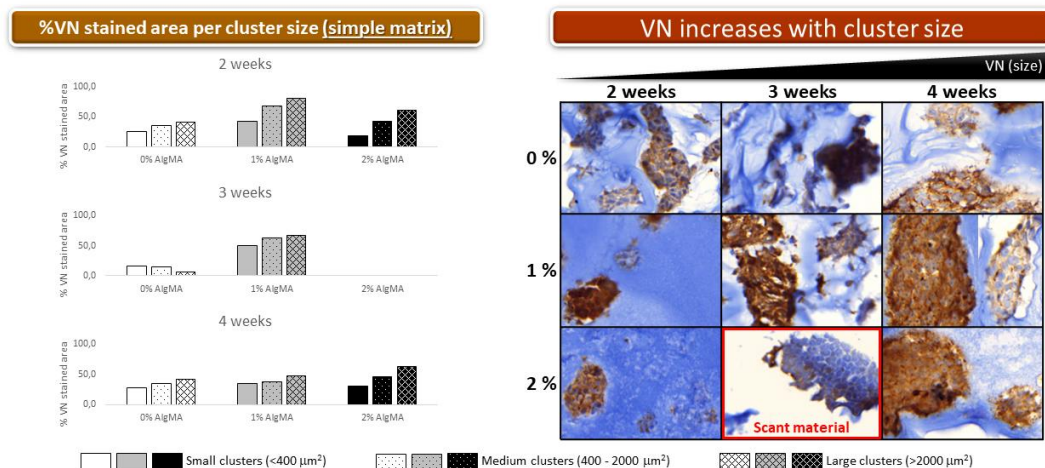 %VN stained area per cluster size (simple matrix)
2 weeks
% VN stained area
100,0
50,0
0,0
0% AlgMA
1% AlgMA
2% AlgMA
3 weeks
% VN stained area
100,0
50,0
0,0
0% AlgMA
1% AlgMA
2% AlgMA
4 weeks
% VN stained area
100,0
50,0
0,0
0% AlgMA
1% AlgMA
2% AlgMA
VN increases with cluster size
VN (size)
2 weeks
3 weeks
4 weeks
0 %
1 %
2 %
Scant material
Small clusters (<400 μm²)
Medium clusters (400 - 2000 μm²)
Large clusters (>2000 μm²)